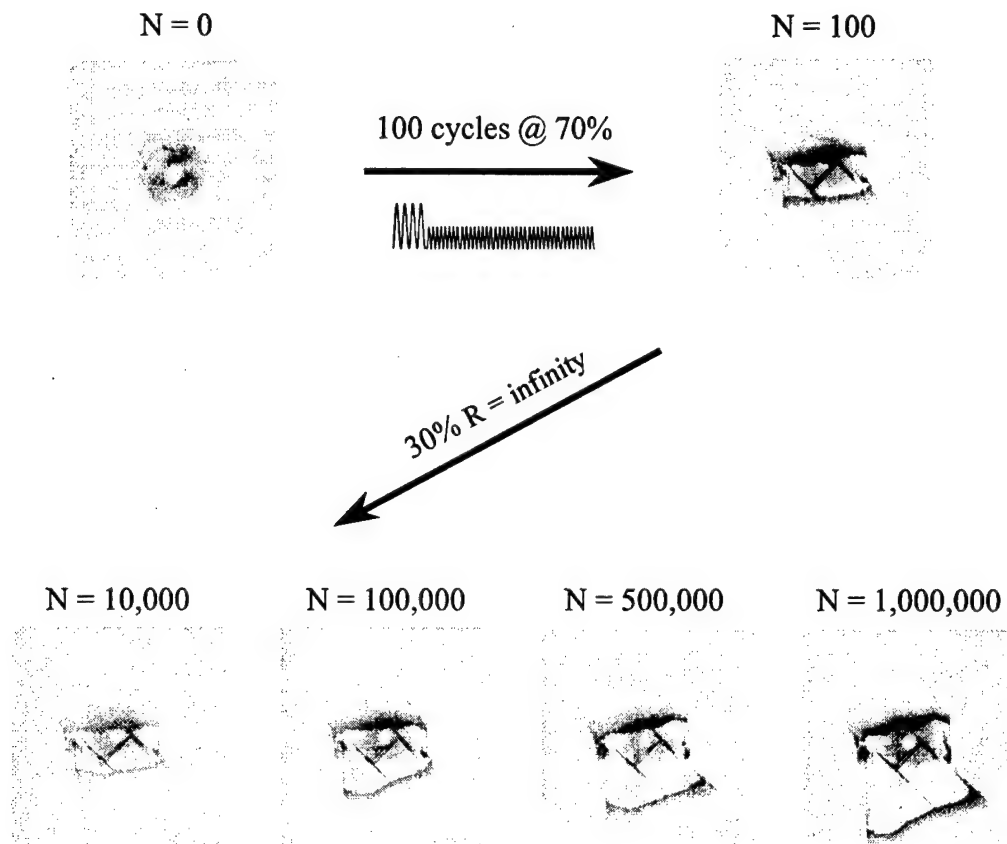 N = 0
N = 100
100 cycles @ 70%
30% R = infinity
N = 10,000
N = 100,000
N = 500,000
N = 1,000,000